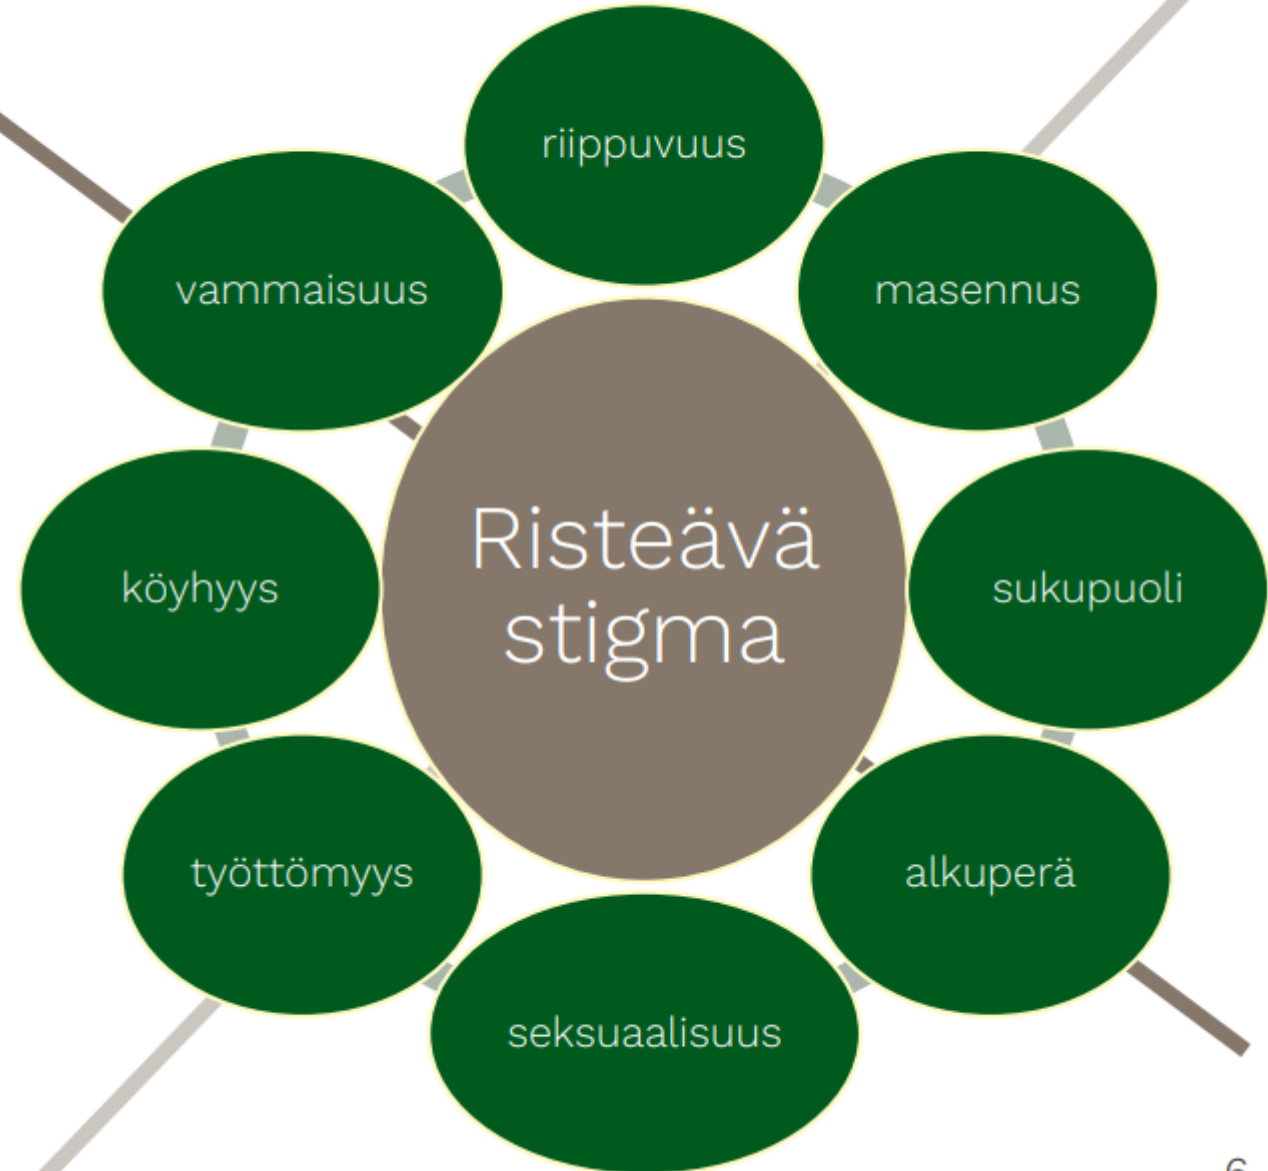 riippuvuus
vammaisuus
masennus
Risteävä
stigma
köyhyys
sukupuoli
työttömyys
alkuperä
seksuaalisuus